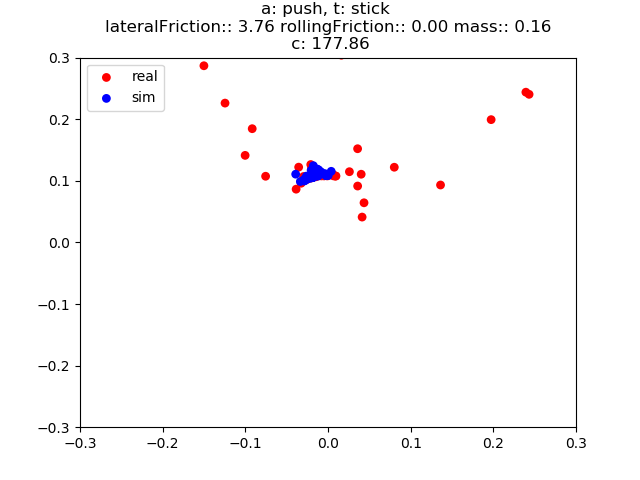 a: push, t: stick
lateralFriction:: 3.76 rollingFriction:: 0.00 mass:: 0.16
c: 177.86
real
sim
0.3
0.2
0.1
0.0
−0.1
−0.2
−0.3
−0.3 −0.2 −0.1 0.0 0.1 0.2 0.3